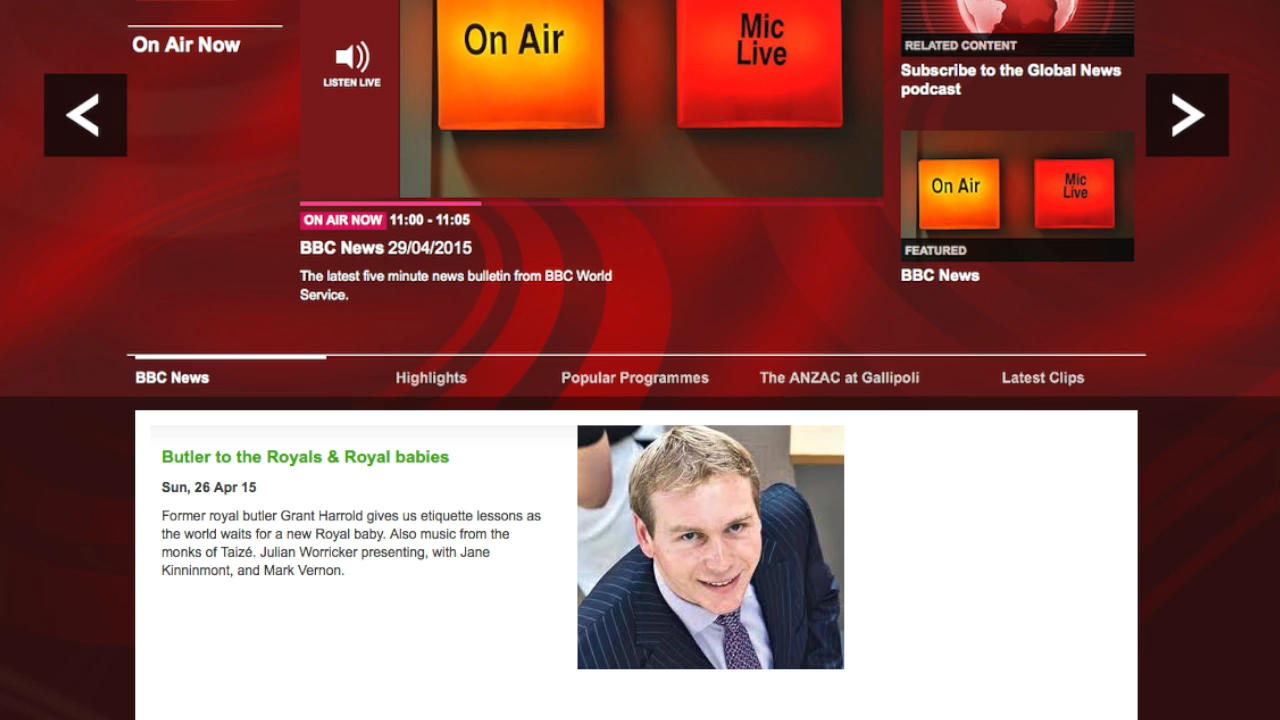 On Air Now
LISTEN LIVE
On Air
Mic
Live
ON AIR NOW 11:00 - 11:05
BBC News 29/04/2015
The latest five minute news bulletin from BBC World
Service.
RELATED CONTENT
Subscribe to the Global News
podcast
On Air
Mic
Live
FEATURED
BBC News
BBC News Highlights Popular Programmes The ANZAC at Gallipoli Latest Clips
Butler to the Royals & Royal babies
Sun, 26 Apr 15
Former royal butler Grant Harrold gives us etiquette lessons as
the world waits for a new Royal baby. Also music from the
monks of Taizé. Julian Worricker presenting, with Jane
Kinninmont, and Mark Vernon.